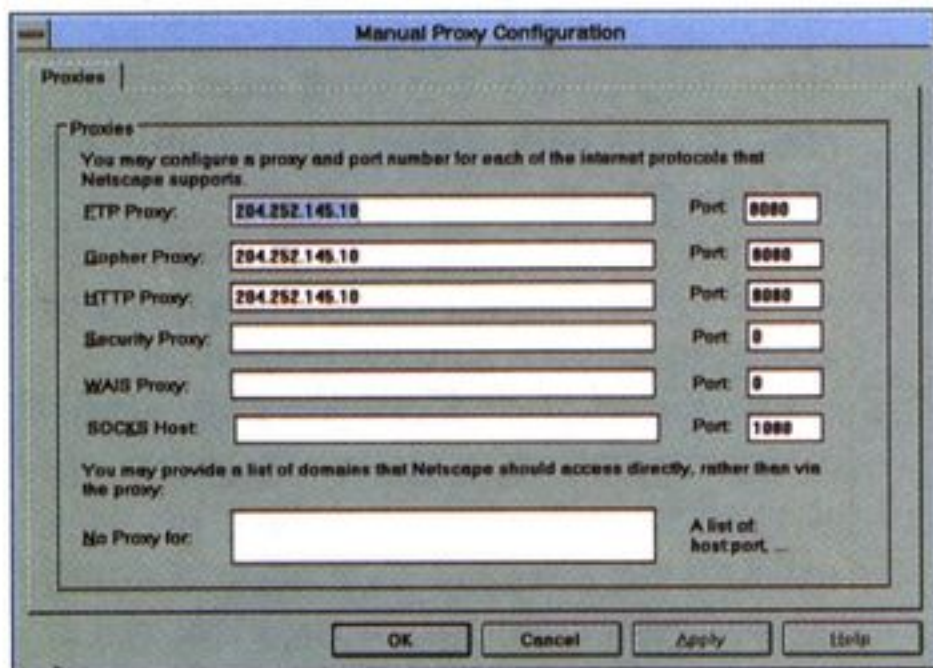 Manual Proxy Configuration
Proxies
Proxies
You may configure a proxy and port number for each of the internet protocols that
Netscape supports.
FTP Proxy: 204.252.145.10 Port: 8080
Gopher Proxy: 204.252.145.10 Port: 8080
HTTP Proxy: 204.252.145.10 Port: 8080
Security Proxy: Port: 0
WAIS Proxy: Port: 0
SOCKS Host: Port: 1080
You may provide a list of domains that Netscape should access directly, rather than via
the proxy:
No Proxy for: A list of:
host:port, ...
OK Cancel Apply Help